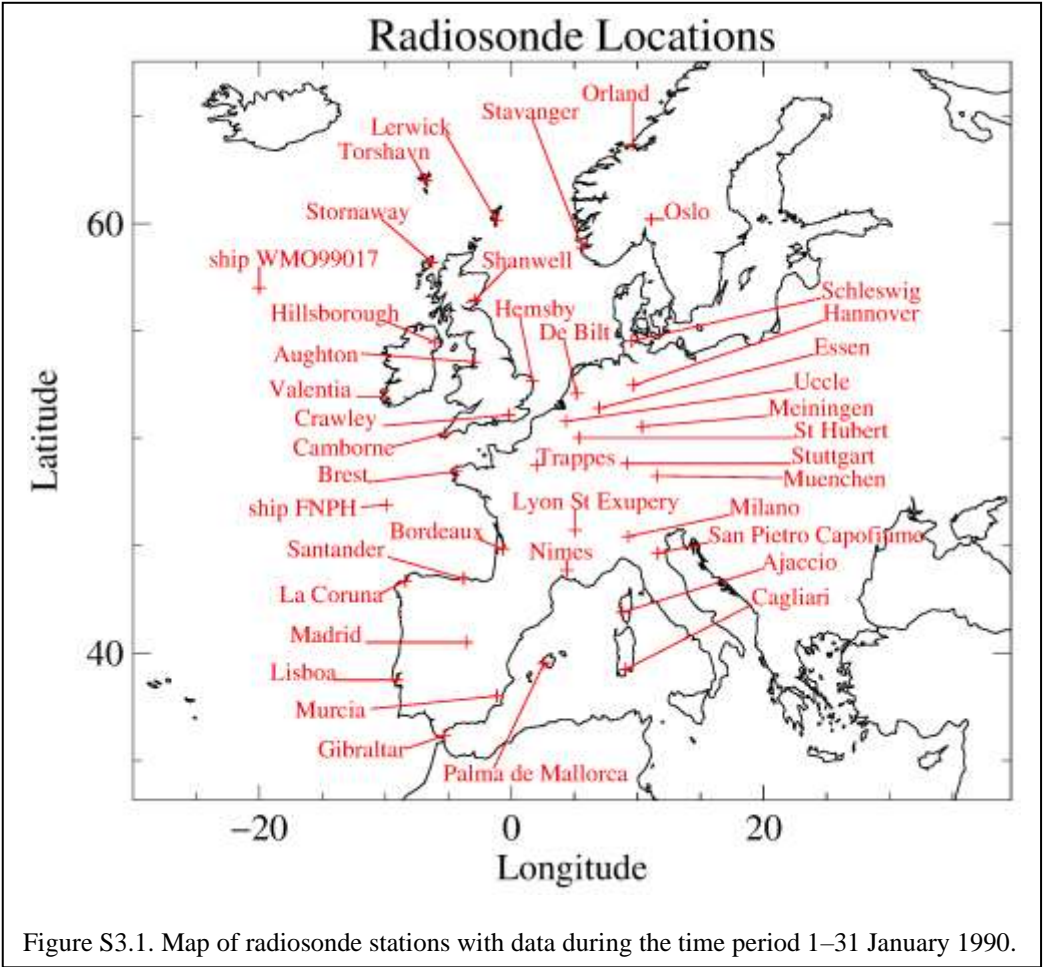 Radiosonde Locations
Orland
Stavanger
Lerwick
Torshavn
Stornaway
Oslo
60
ship WMO99017
Shanwell
Schleswig
Hemsby
Hillsborough
Hannover
De Bilt
Essen
Aughton
Uccle
Valentia
Meiningen
Crawley
St Hubert
Camborne
Trappes
Stuttgart
Brest
Muenchen
Latitude
Lyon St Exupery
ship FNPH
Milano
Bordeaux
San Pietro Capofiume
Santander
Nimes
Ajaccio
La Coruna
Cagliari
Madrid
40
Lisboa
Murcia
Gibraltar
Palma de Mallorca
−20
0
20
Longitude
Figure S3.1. Map of radiosonde stations with data during the time period 1–31 January 1990.